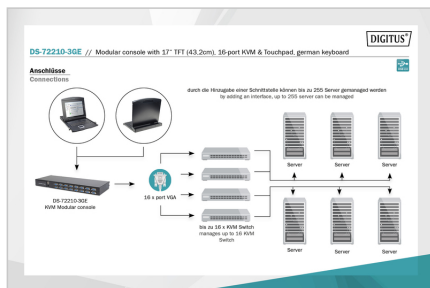 DIGITUS®
DS-72210-3GE // Modular console with 17" TFT (43,2cm), 16-port KVM & Touchpad, german keyboard
Anschlüsse
Connections
durch die Hinzugabe einer Schnittstelle können bis zu 255 Server gemanaged werden
by adding an interface, up to 255 server can be managed
Server
Server
Server
DS-72210-3GE
KVM Modular console
16 x port VGA
bis zu 16 x KVM Switch
manages up to 16 KVM
Switch
Server
Server
Server